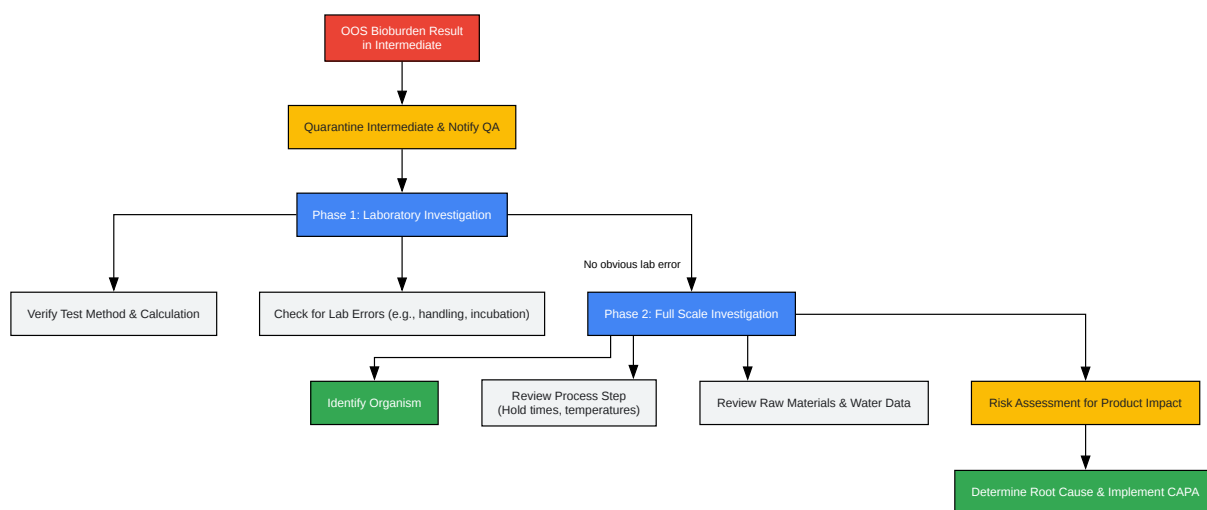 OOS Bioburden Result
in Intermediate
Quarantine Intermediate & Notify QA
Phase 1: Laboratory Investigation
No obvious lab error
Verify Test Method & Calculation
Check for Lab Errors (e.g., handling, incubation)
Phase 2: Full Scale Investigation
Identify Organism
Review Process Step
(Hold times, temperatures)
Review Raw Materials & Water Data
Risk Assessment for Product Impact
Determine Root Cause & Implement CAPA